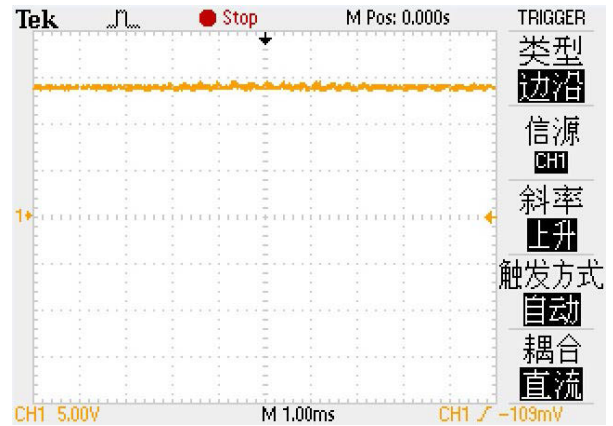 Tek Stop M Pos: 0.000s TRIGGER
类型
边沿
信源
CH1
斜率
上升
触发方式
自动
耦合
直流
1
CH1 5.00V M 1.00ms CH1 -109mV